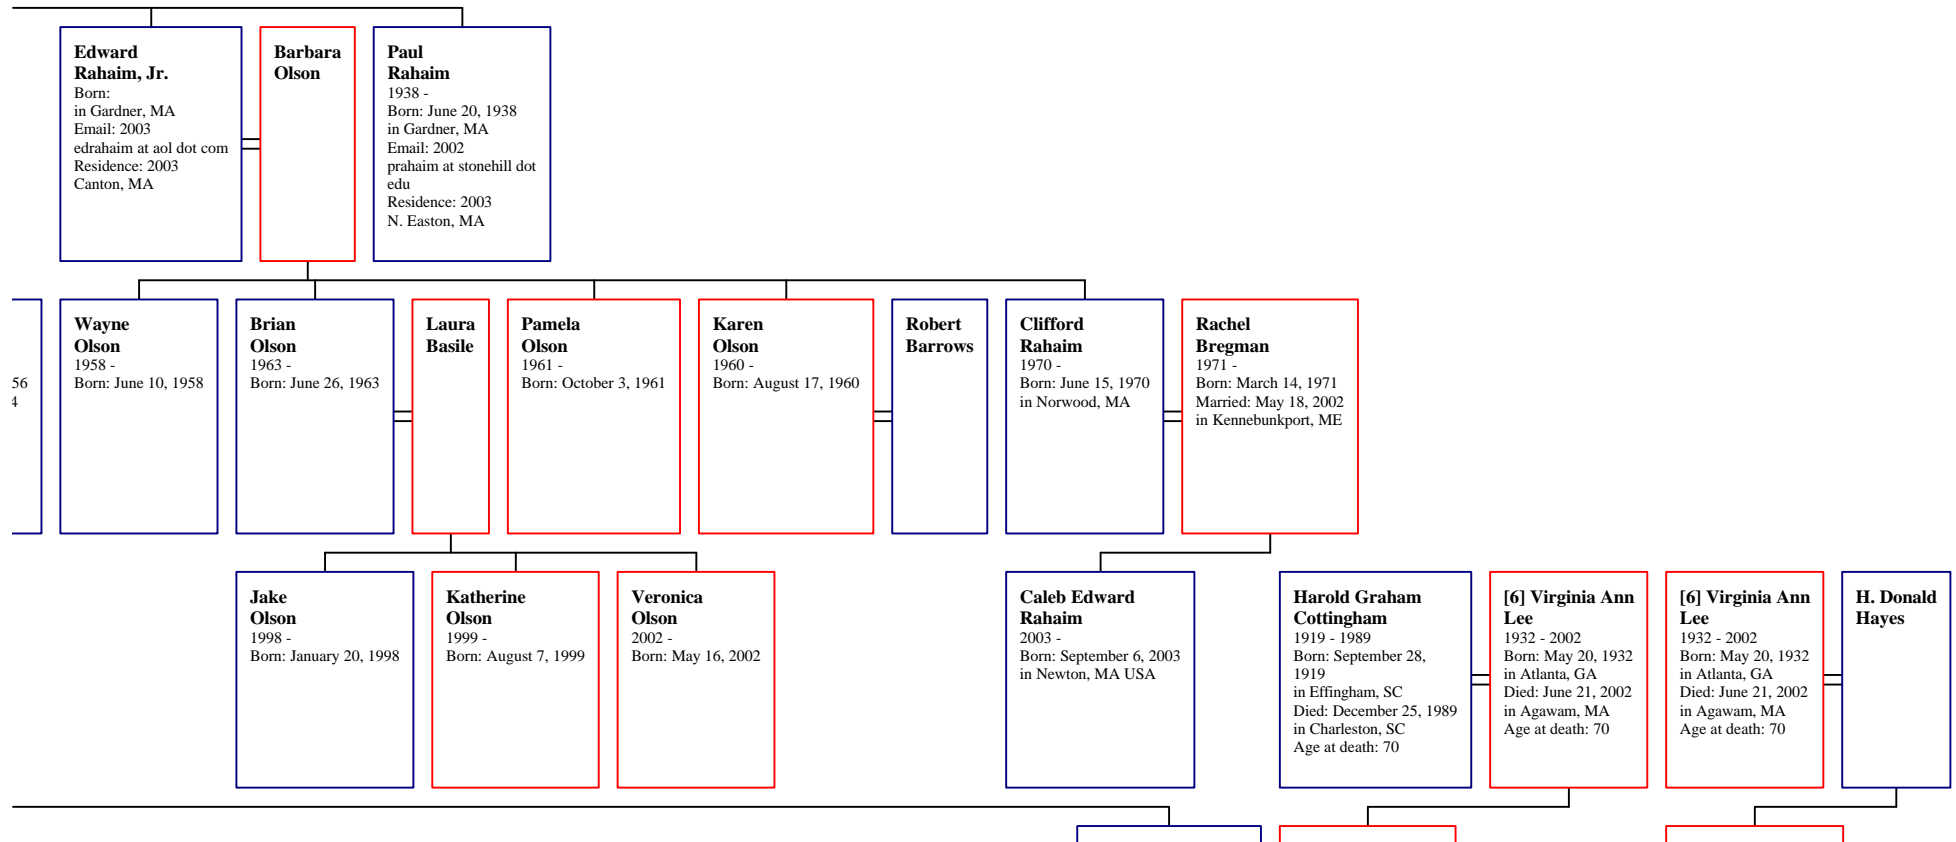 Edward
Rahaim, Jr.
Born:
in Gardner, MA
Email: 2003
edrahaim at aol dot com
Residence: 2003
Canton, MA
Barbara
Olson
Paul
Rahaim
1938 -
Born: June 20, 1938
in Gardner, MA
Email: 2002
prahaim at stonehill dot
edu
Residence: 2003
N. Easton, MA
56
4
Wayne
Olson
1958 -
Born: June 10, 1958
Brian
Olson
1963 -
Born: June 26, 1963
Laura
Basile
Pamela
Olson
1961 -
Born: October 3, 1961
Karen
Olson
1960 -
Born: August 17, 1960
Robert
Barrows
Clifford
Rahaim
1970 -
Born: June 15, 1970
in Norwood, MA
Rachel
Bregman
1971 -
Born: March 14, 1971
Married: May 18, 2002
in Kennebunkport, ME
Jake
Olson
1998 -
Born: January 20, 1998
Katherine
Olson
1999 -
Born: August 7, 1999
Veronica
Olson
2002 -
Born: May 16, 2002
Caleb Edward
Rahaim
2003 -
Born: September 6, 2003
in Newton, MA USA
Harold Graham
Cottingham
1919 - 1989
Born: September 28,
1919
in Effingham, SC
Died: December 25, 1989
in Charleston, SC
Age at death: 70
[6] Virginia Ann
Lee
1932 - 2002
Born: May 20, 1932
in Atlanta, GA
Died: June 21, 2002
in Agawam, MA
Age at death: 70
[6] Virginia Ann
Lee
1932 - 2002
Born: May 20, 1932
in Atlanta, GA
Died: June 21, 2002
in Agawam, MA
Age at death: 70
H. Donald
Hayes